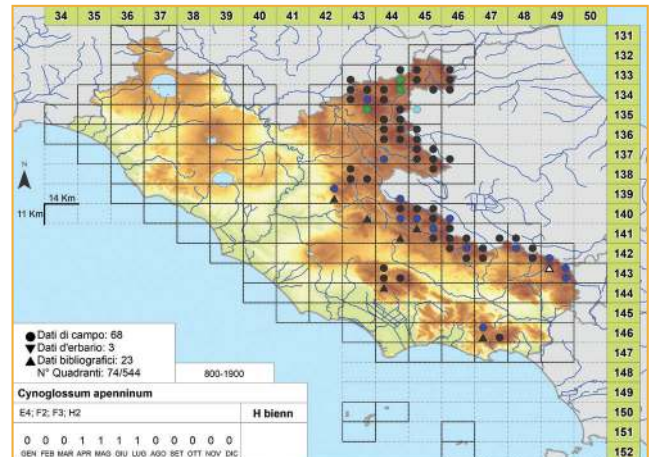 34 35 36 37 38 39 40 41 42 43 44 45 46 47 48 49 50
131
132
133
134
135
136
137
138
139
140
141
142
143
144
145
146
147
148
149
150
151
152
N
14 Km
11 Km
Dati di campo: 68
Dati d'erbario: 3
Dati bibliografici: 23
N° Quadranti: 74/544
800-1900
Cynoglossum apenninum
E4; F2; F3; H2
H bienn
0 0 0 1 1 1 1 0 0 0 0 0
GEN FEB MAR APR MAG GIU LUG AGO SET OTT NOV DIC